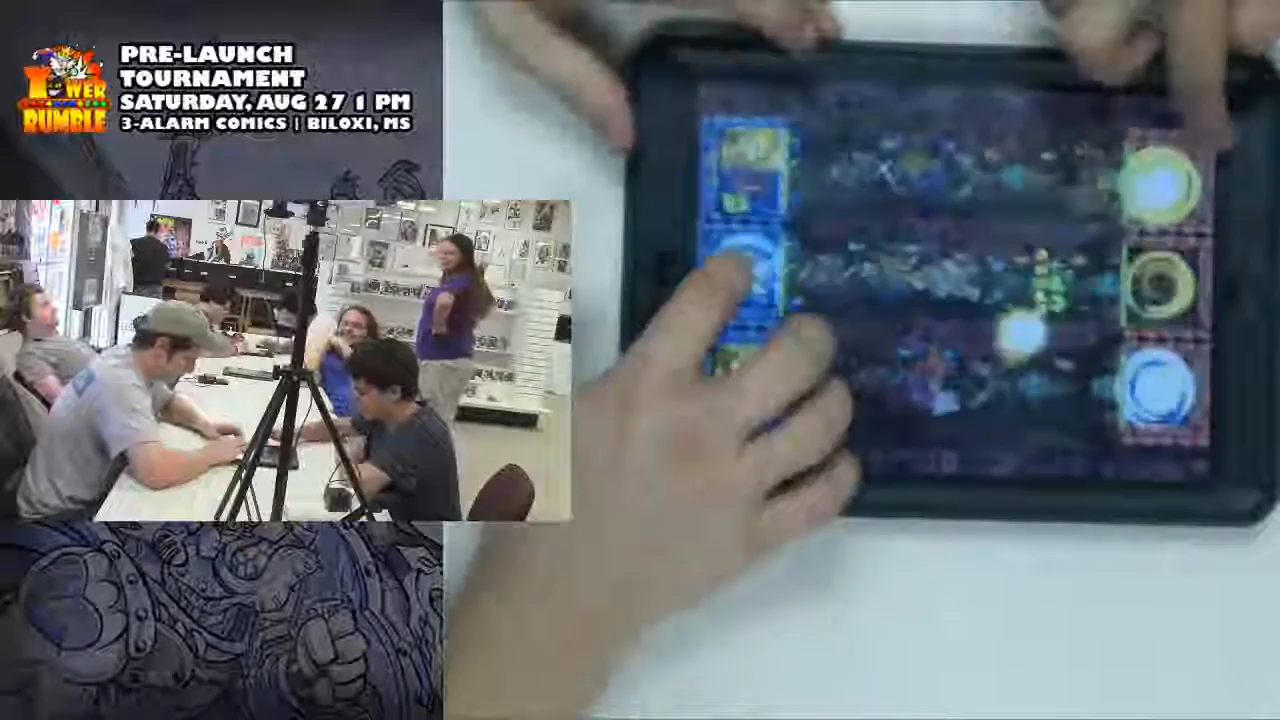 TOWER
RUMBLE
PRE-LAUNCH
TOURNAMENT
SATURDAY, AUG 27 1 PM
3-ALARM COMICS | BILOXI, MS